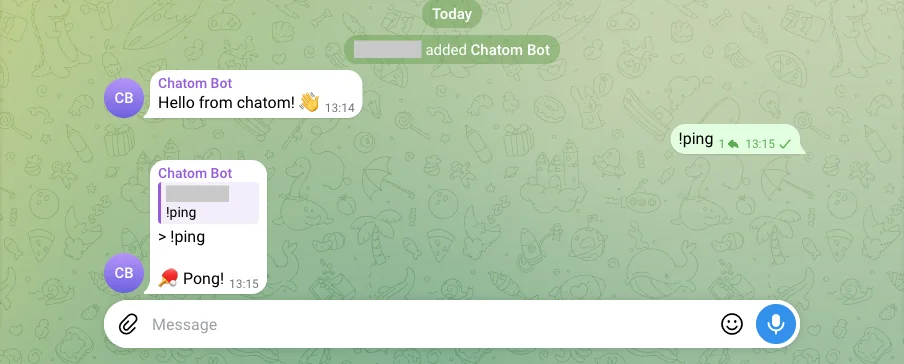 Today
added Chatom Bot
Chatom Bot
CB
Hello from chatom! 👋 13:14
!ping 1 13:15
Chatom Bot
!ping
> !ping
CB
🏓 Pong! 13:15
Message